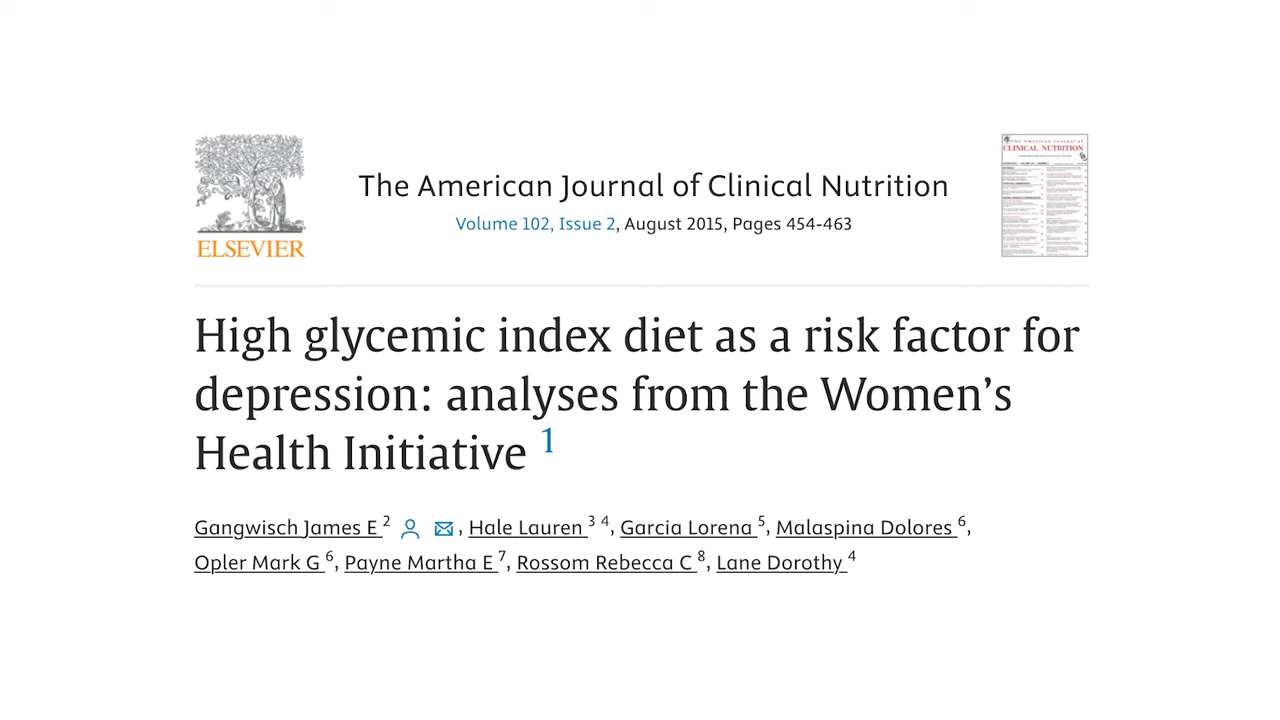 The American Journal of Clinical Nutrition
Volume 102, Issue 2, August 2015, Pages 454-463
ELSEVIER
CLINICAL NUTRITION
High glycemic index diet as a risk factor for
depression: analyses from the Women's
Health Initiative 1
Gangwisch James E 2, Hale Lauren 3 4, Garcia Lorena 5, Malaspina Dolores 6,
Opler Mark G 6, Payne Martha E 7, Rossom Rebecca C 8, Lane Dorothy 4